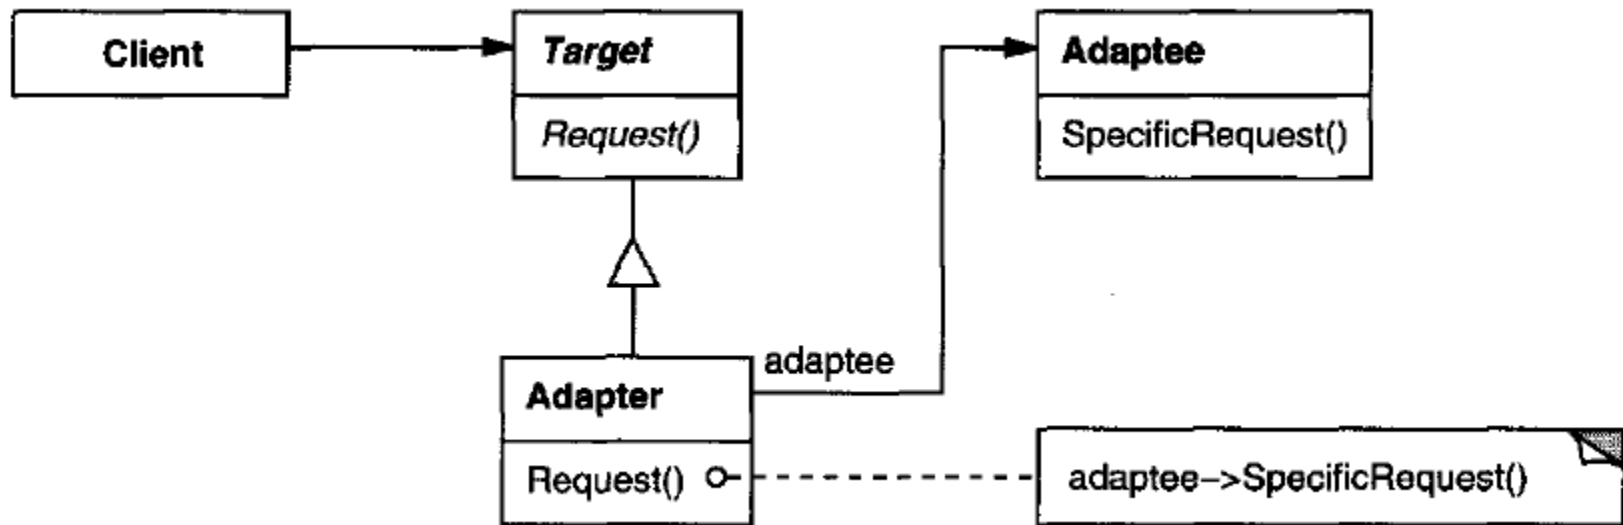 Client
Target
Request()
Adaptee
SpecificRequest()
adaptee
Adapter
Request()
adaptee->SpecificRequest()